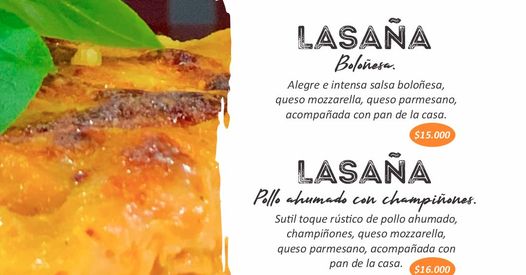 LASAÑA
Boloñesa.
Alegre e intensa salsa boloñesa,
queso mozzarella, queso parmesano,
acompañada con pan de la casa.
$15.000
LASAÑA
Pollo ahumado con champiñones.
Sutil toque rústico de pollo ahumado,
champiñones, queso mozzarella,
queso parmesano, acompañada con
pan de la casa.
$16.000